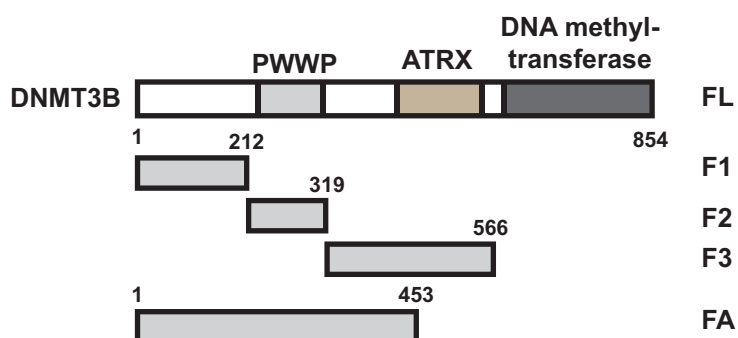 DNA methyl-
PWWP ATRX transferase
DNMT3B FL
1 212 854
F1
319
F2
566
F3
1 453
FA